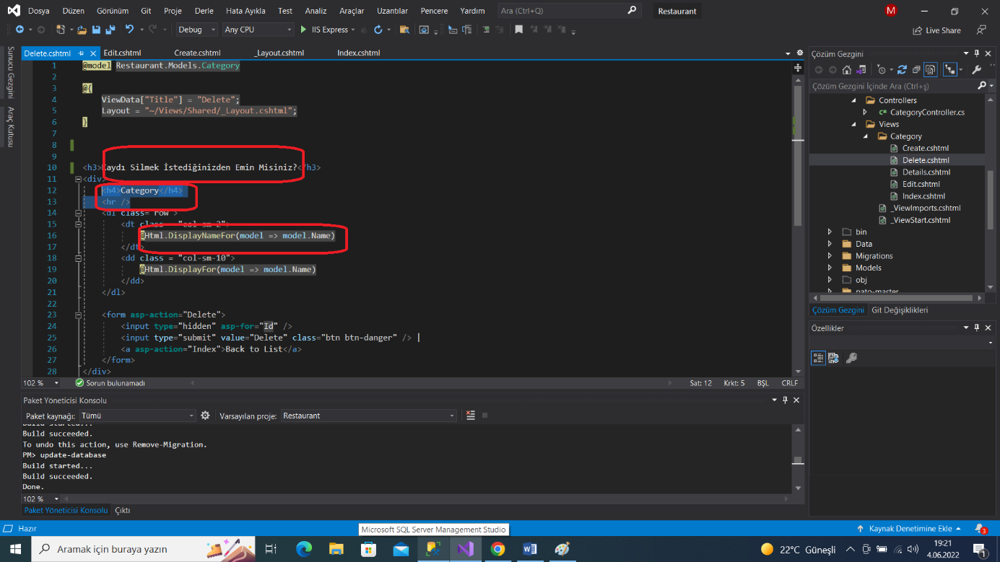 Dosya Düzen Görünüm Git Proje Derle Hata Ayıkla Test Analiz Araçlar Uzantılar Pencere Yardım Ara (Ctrl+Q) Restaurant M
Debug Any CPU IIS Express Live Share
Sunucu Gezgini
Araç Kutusu
Delete.cshtml Edit.cshtml Create.cshtml _Layout.cshtml Index.cshtml
1 @model Restaurant.Models.Category
2
3 @{
4 ViewData["Title"] = "Delete";
5 Layout = "~/Views/Shared/_Layout.cshtml";
6 }
7
8
9
10 <h3>Kaydı Silmek İstediğinizden Emin Misiniz?</h3>
11 <div>
12 <h4>Category</h4>
13 <hr />
14 <dl class="row">
15 <dt class = "col-sm-2">
16 @Html.DisplayNameFor(model => model.Name)
17 </dt>
18 <dd class = "col-sm-10">
19 @Html.DisplayFor(model => model.Name)
20 </dd>
21 </dl>
22
23 <form asp-action="Delete">
24 <input type="hidden" asp-for="Id" />
25 <input type="submit" value="Delete" class="btn btn-danger" /> |
26 <a asp-action="Index">Back to List</a>
27 </form>
28 </div>
102 % Sorun bulunamadı Sat: 12 Krkt: 5 BŞL CRLF
Çözüm Gezgini
Çözüm Gezgini İçinde Ara (Ctrl+ş)
Controllers
C# CategoryController.cs
Views
Category
Create.cshtml
Delete.cshtml
Details.cshtml
Edit.cshtml
Index.cshtml
_ViewImports.cshtml
_ViewStart.cshtml
bin
Data
Migrations
Models
obj
pato-master
Çözüm Gezgini Git Değişiklikleri
Özellikler
Paket Yöneticisi Konsolu
Paket kaynağı: Tümü Varsayılan proje: Restaurant
Build started...
Build succeeded.
To undo this action, use Remove-Migration.
PM> update-database
Build started...
Build succeeded.
Done.
102 %
Paket Yöneticisi Konsolu Çıktı
Hazır Microsoft SQL Server Management Studio Kaynak Denetimine Ekle 3
Aramak için buraya yazın 22°C Güneşli 19:21
4.06.2022 1